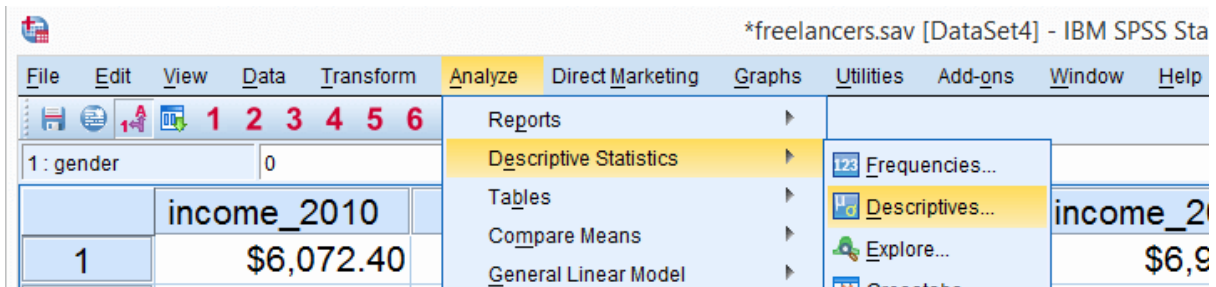 *freelancers.sav [DataSet4] - IBM SPSS Sta
File Edit View Data Transform Analyze Direct Marketing Graphs Utilities Add-ons Window Help
1 2 3 4 5 6
Reports
1 : gender 0
Descriptive Statistics
Frequencies...
Tables
Descriptives...
income_2010
income_20
Compare Means
Explore...
1 $6,072.40
$6,9
General Linear Model
Crosstabs